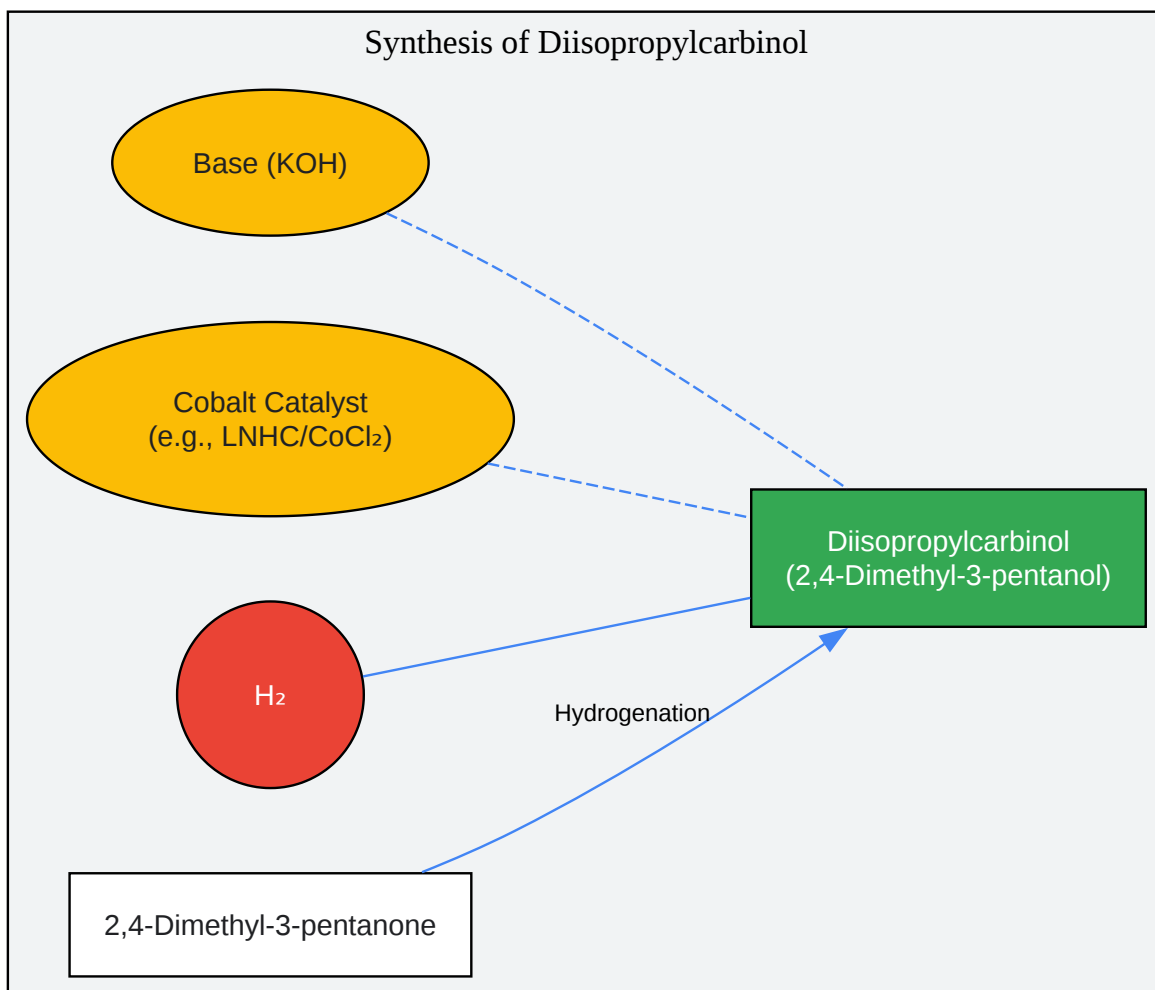 Synthesis of Diisopropylcarbinol
Base (KOH)
Cobalt Catalyst
(e.g., LNHC/CoCl₂)
Diisopropylcarbinol
(2,4-Dimethyl-3-pentanol)
H₂
Hydrogenation
2,4-Dimethyl-3-pentanone